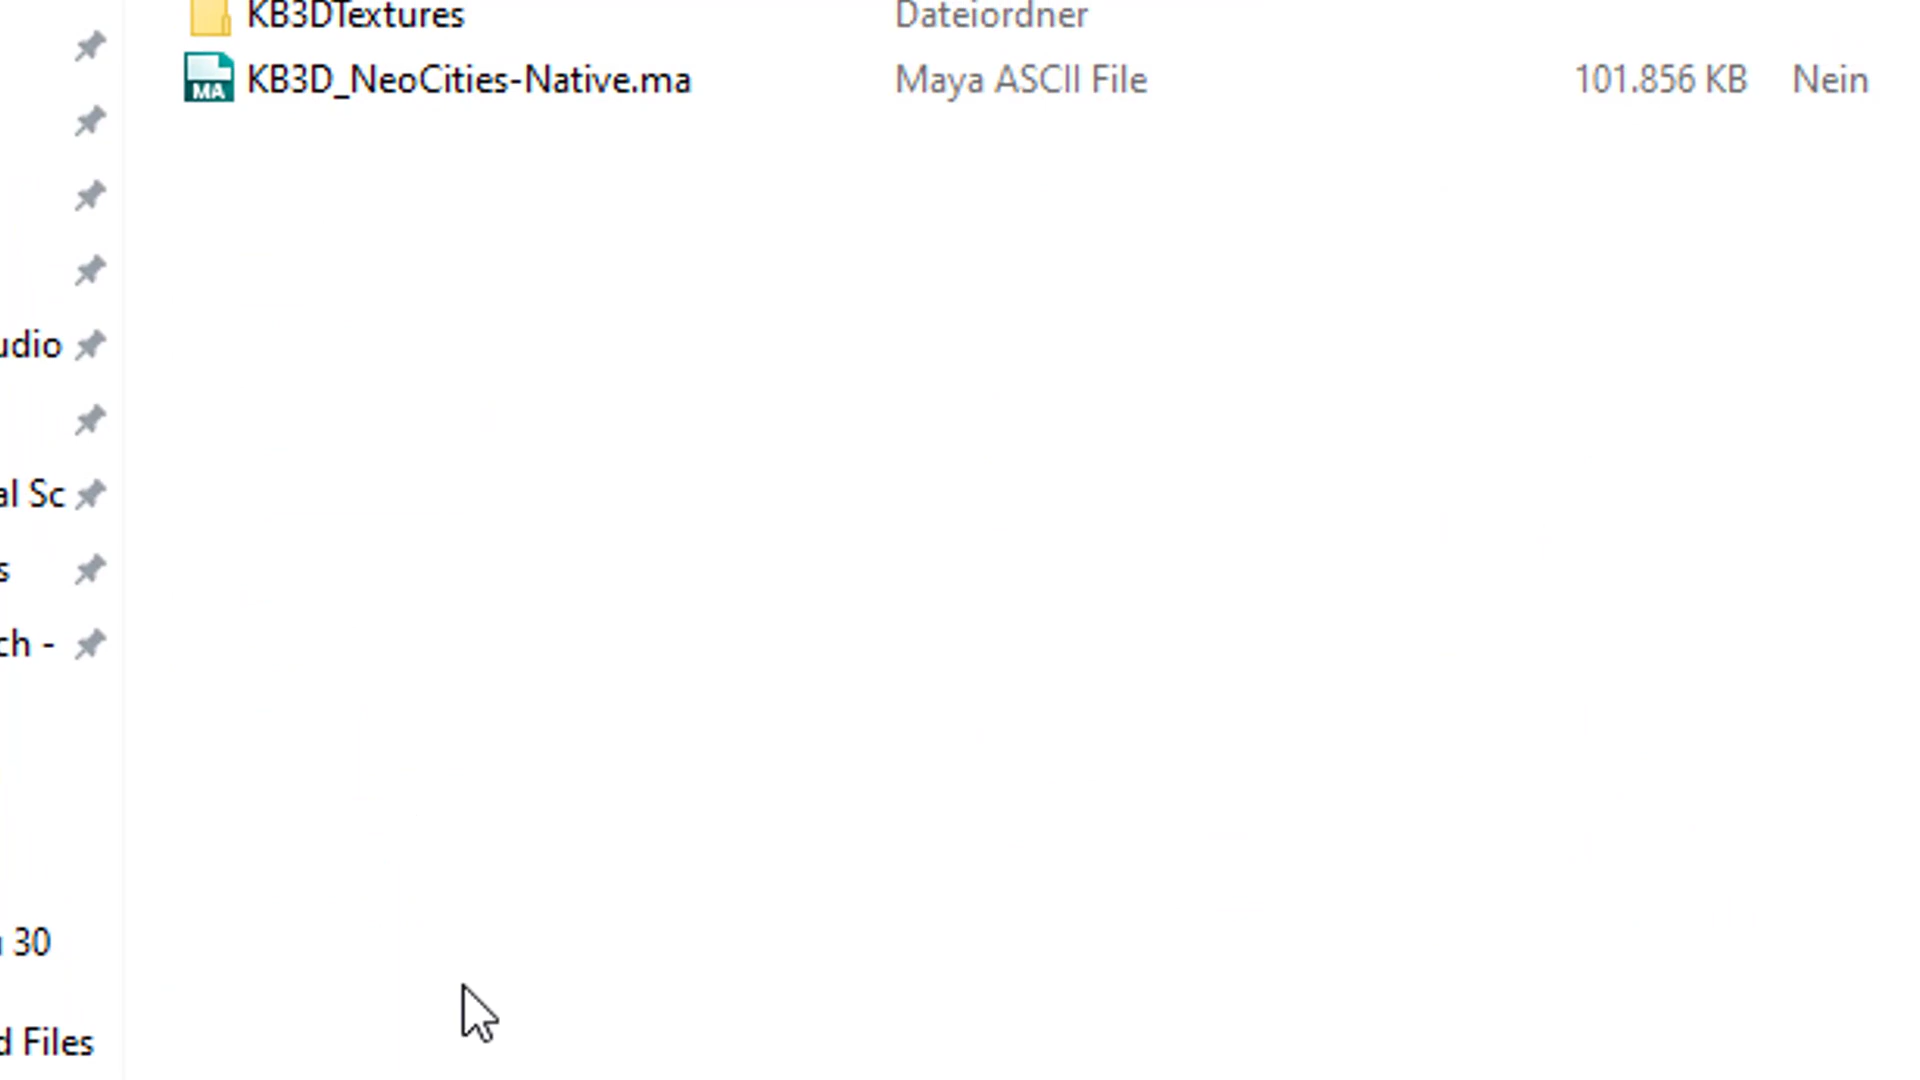 KB3DTextures Dateiordner
MA KB3D_NeoCities-Native.ma Maya ASCII File 101.856 KB Nein
udio
al Sc
s
ch -
30
d Files